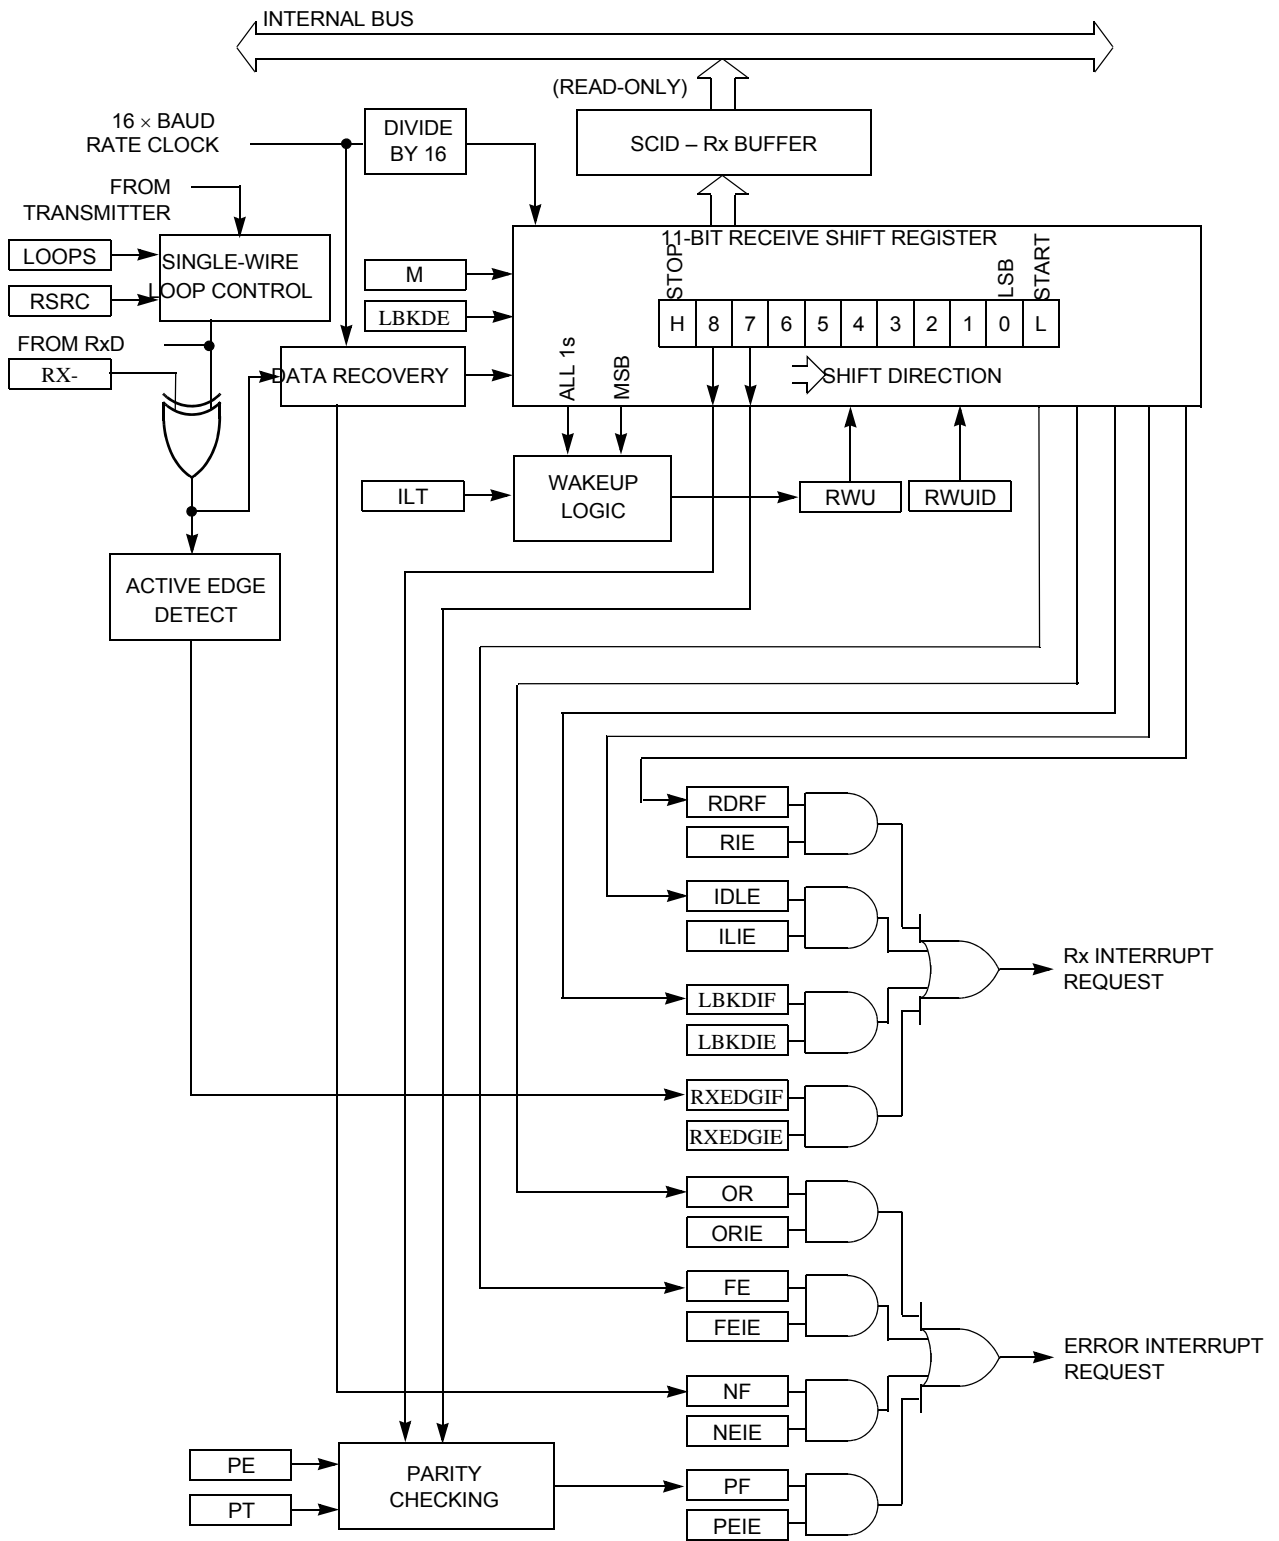 INTERNAL BUS
(READ-ONLY)
16 × BAUD
RATE CLOCK
DIVIDE
BY 16
SCID – Rx BUFFER
FROM
TRANSMITTER
LOOPS
RSRC
SINGLE-WIRE
LOOP CONTROL
M
LBKDE
11-BIT RECEIVE SHIFT REGISTER
STOP
LSB
START
H 8 7 6 5 4 3 2 1 0 L
FROM RxD
RX-
DATA RECOVERY
ALL 1s
MSB
SHIFT DIRECTION
ILT
WAKEUP
LOGIC
RWU
RWUID
ACTIVE EDGE
DETECT
RDRF
RIE
IDLE
ILIE
Rx INTERRUPT
REQUEST
LBKDIF
LBKDIE
RXEDGIF
RXEDGIE
OR
ORIE
FE
FEIE
ERROR INTERRUPT
REQUEST
NF
NEIE
PE
PT
PARITY
CHECKING
PF
PEIE